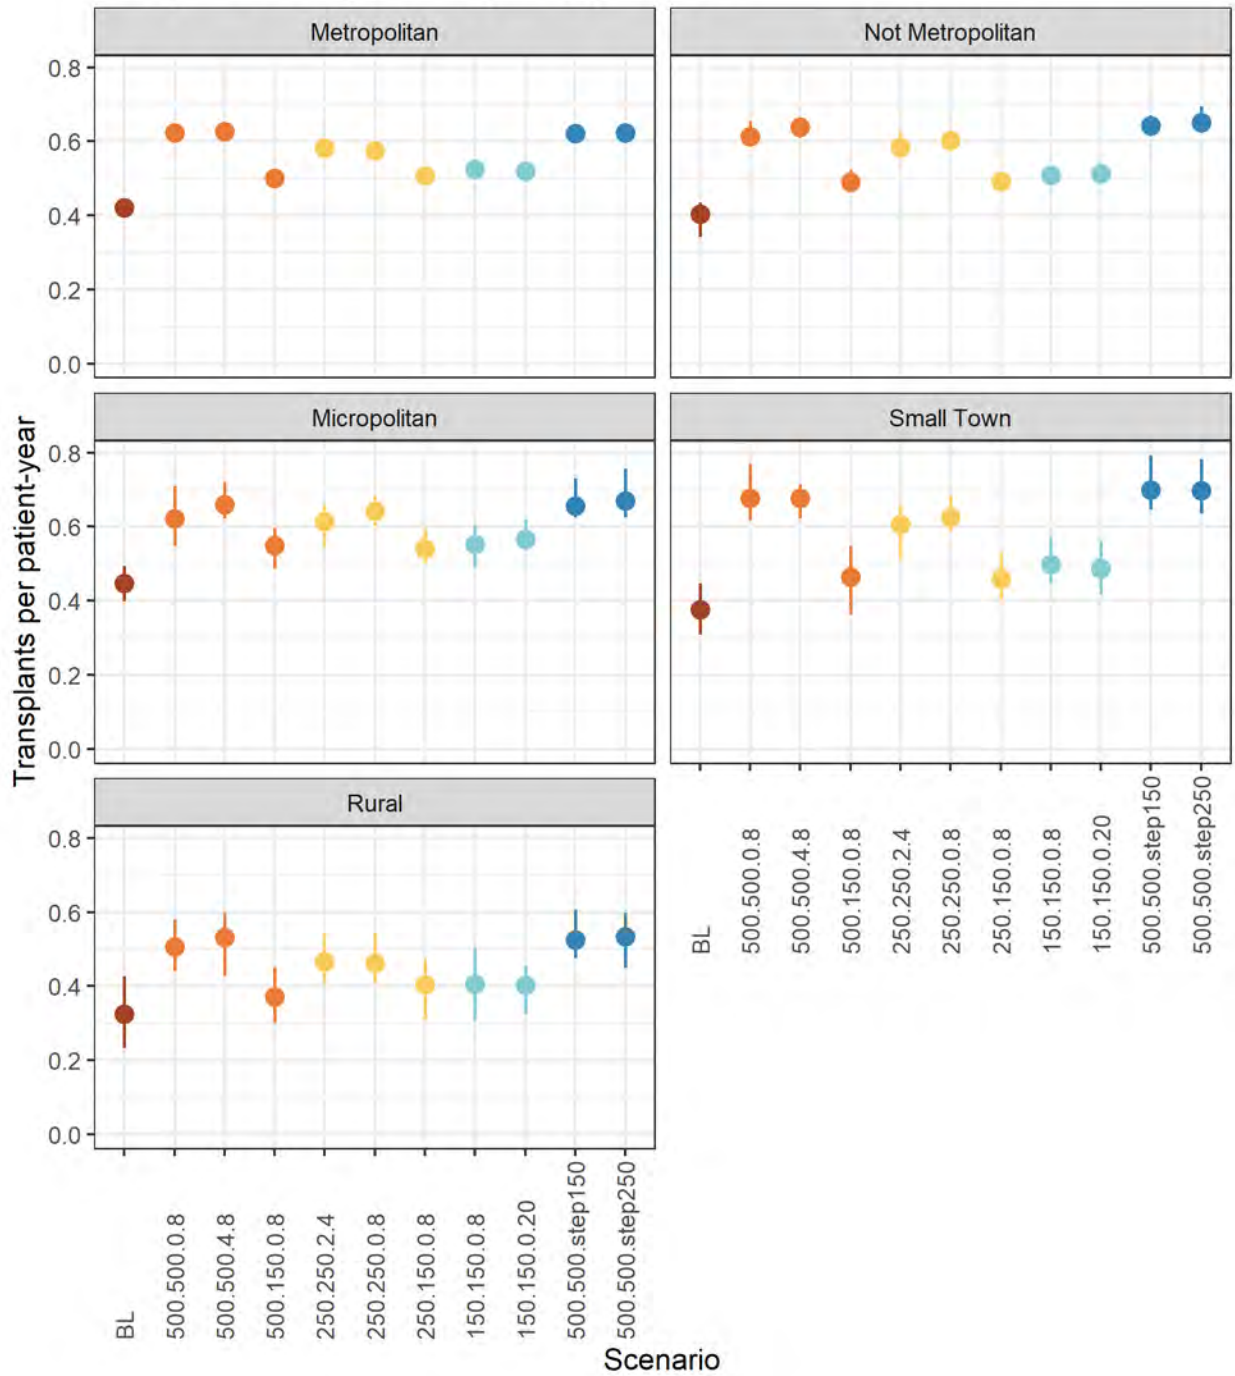 Metropolitan
Not Metropolitan
0.8
0.6
0.4
0.2
0.0
Micropolitan
Small Town
0.8
0.6
0.4
0.2
0.0
Transplants per patient-year
Rural
0.8
0.6
0.4
0.2
0.0
BL
500.500.0.8
500.500.4.8
500.150.0.8
250.250.2.4
250.250.0.8
250.150.0.8
150.150.0.8
150.150.0.20
500.500.step150
500.500.step250
BL
500.500.0.8
500.500.4.8
500.150.0.8
250.250.2.4
250.250.0.8
250.150.0.8
150.150.0.8
150.150.0.20
500.500.step150
500.500.step250
Scenario